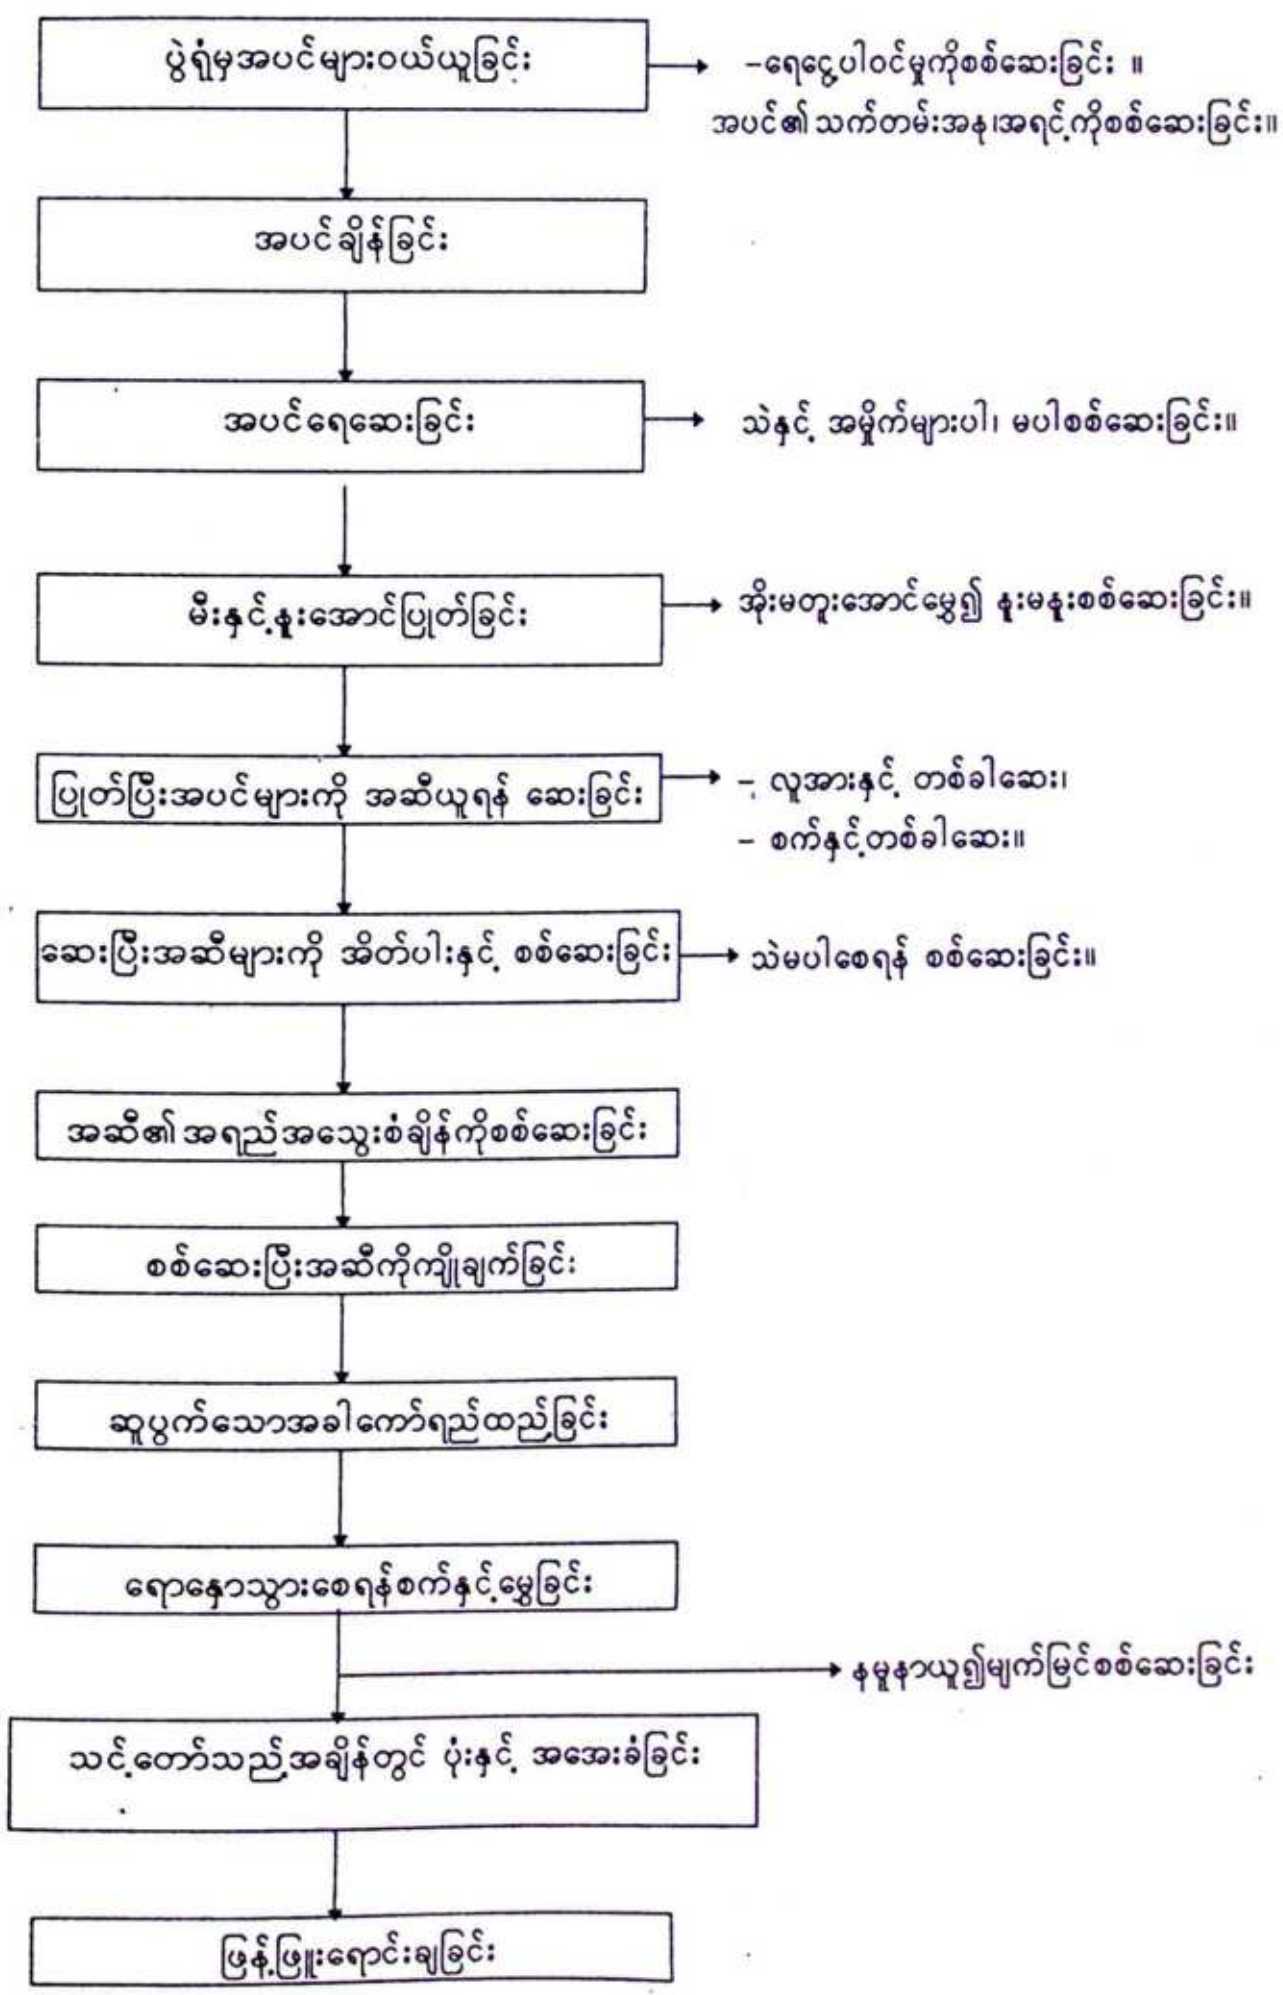 ပွဲရုံမှအပင်များဝယ်ယူခြင်း
-ရေငွေ့ပါဝင်မှုကိုစစ်ဆေးခြင်း ။
အပင်၏သက်တမ်းအနု၊အရင့်ကိုစစ်ဆေးခြင်း။
အပင်ချိန်ခြင်း
အပင်ရေဆေးခြင်း
သဲနှင့် အမှိုက်များပါ၊ မပါစစ်ဆေးခြင်း။
မီးနှင့်နူးအောင်ပြုတ်ခြင်း
အိုးမတူးအောင်မွှေ၍ နူးမနူးစစ်ဆေးခြင်း။
ပြုတ်ပြီးအပင်များကို အဆီယူရန် ဆေးခြင်း
- လူအားနှင့် တစ်ခါဆေး၊
- စက်နှင့်တစ်ခါဆေး။
ဆေးပြီးအဆီများကို အိတ်ပါးနှင့် စစ်ဆေးခြင်း
သဲမပါစေရန် စစ်ဆေးခြင်း။
အဆီ၏အရည်အသွေးစံချိန်ကိုစစ်ဆေးခြင်း
စစ်ဆေးပြီးအဆီကိုကျိုချက်ခြင်း
ဆူပွက်သောအခါကော်ရည်ထည့်ခြင်း
ရောနှောသွားစေရန်စက်နှင့်မွှေခြင်း
နမူနာယူ၍မျက်မြင်စစ်ဆေးခြင်း
သင့်တော်သည့်အချိန်တွင် ပုံးနှင့် အအေးခံခြင်း
ဖြန့်ဖြူးရောင်းချခြင်း